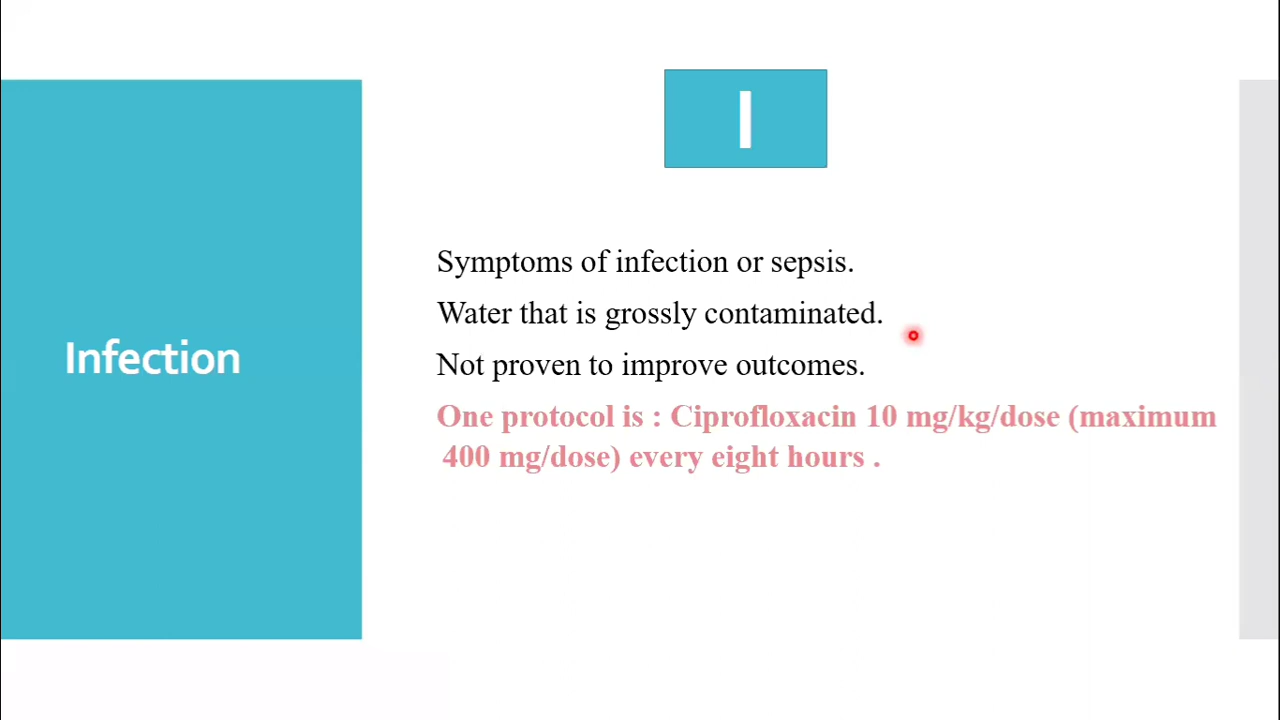 I
Infection
Symptoms of infection or sepsis.
Water that is grossly contaminated.
Not proven to improve outcomes.
One protocol is : Ciprofloxacin 10 mg/kg/dose (maximum
400 mg/dose) every eight hours .